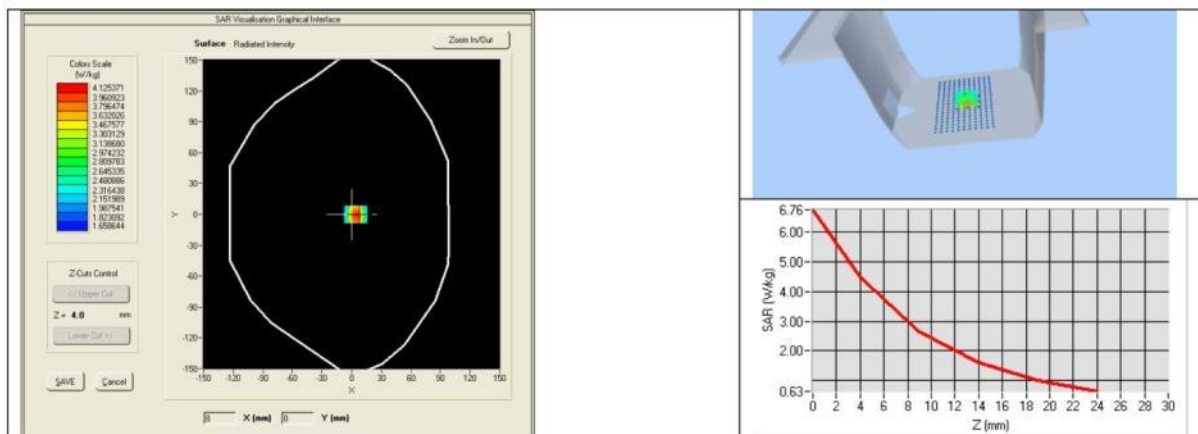 SAR Visualisation Graphical Interface
Surface Radiated Intensity
Zoom In/Out
Colors Scale
(W/kg)
4.125371
3.960923
3.796474
3.632026
3.467577
3.303129
3.138680
2.974232
2.809783
2.645335
2.480886
2.316438
2.151989
1.987541
1.823092
1.658644
Z-Cuts Control
<< Upper Cut
Z = 4.0 mm
Lower Cut >>
SAVE Cancel
Y
150
120
90
60
30
0
-30
-60
-90
-120
-150
-150 -120 -90 -60 -30 0 30 60 90 120 150
X
8 X (mm) 0 Y (mm)
SAR (W/kg)
6.76
6.00
5.00
4.00
3.00
2.00
0.63
0 2 4 6 8 10 12 14 16 18 20 22 24 26 28 30
Z (mm)